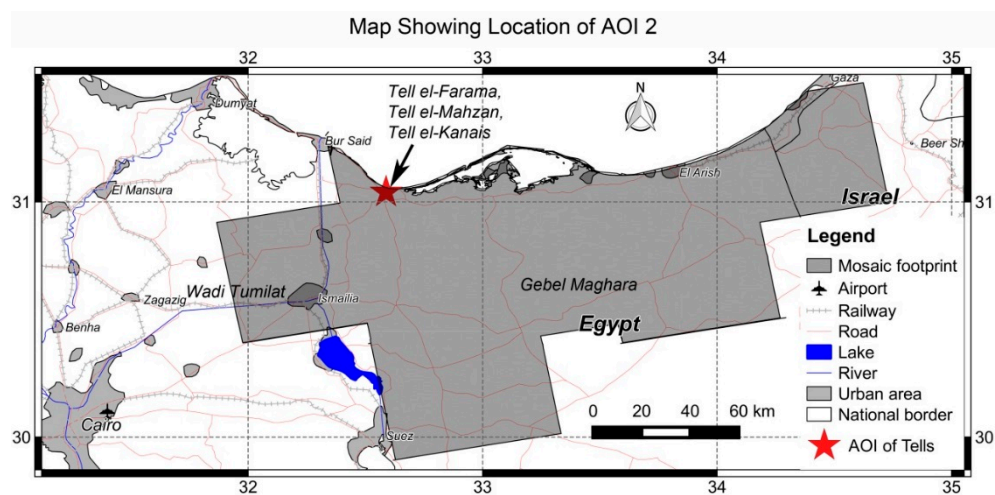 Map Showing Location of AOI 2
32
33
34
35
Tell el-Farama,
Tell el-Mahzan,
Tell el-Kanais
N
Gaza
Dumyat
Bur Said
Beer Sh
El Mansura
El Arish
31
Israel
31
Legend
Mosaic footprint
Airport
Railway
Road
Lake
River
Urban area
National border
AOI of Tells
Wadi Tumilat
Gebel Maghara
Zagazig
Ismailia
Benha
Egypt
0 20 40 60 km
Cairo
Suez
30
30
32
33
34
35